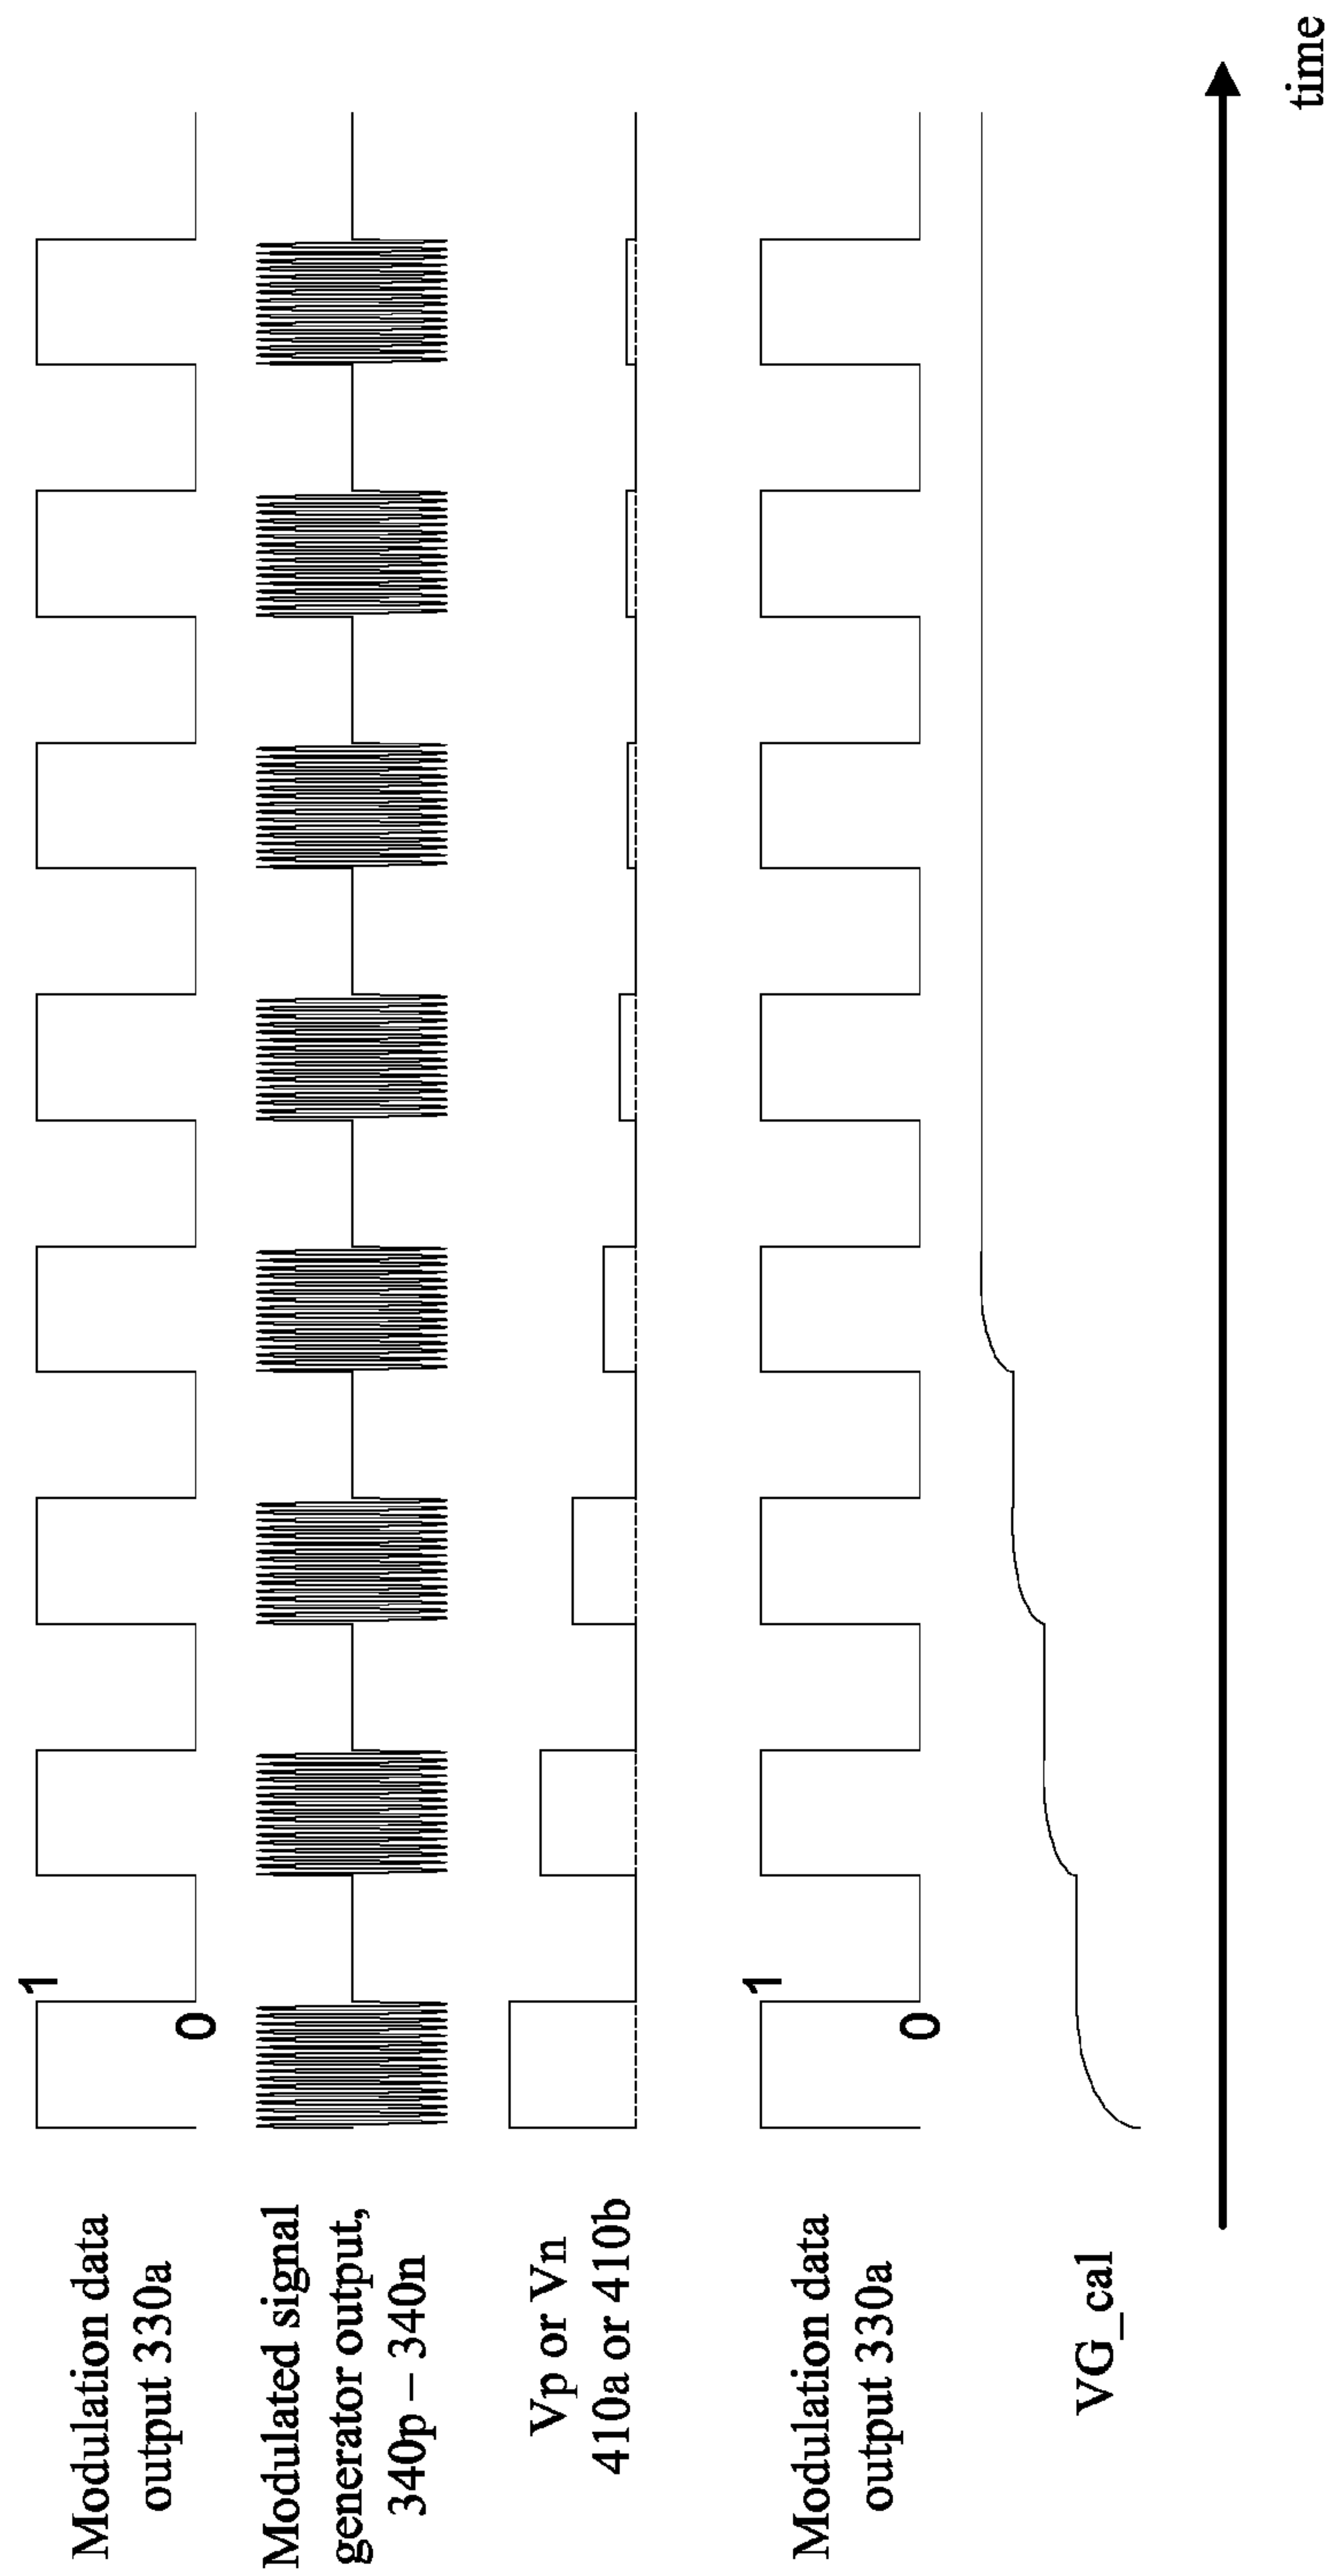 Modulation data
output 330a
1
0
Modulated signal
generator output,
340p – 340n
Vp or Vn
410a or 410b
Modulation data
output 330a
1
0
VG_cal
time